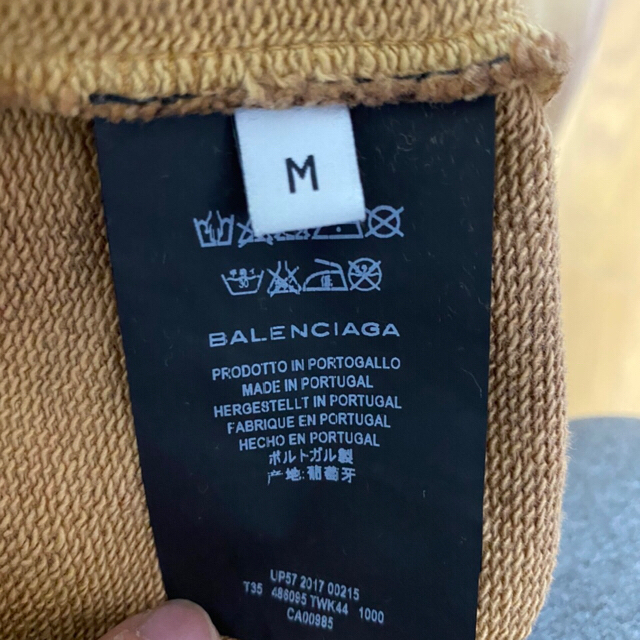 M
BALENCIAGA
PRODOTTO IN PORTOGALLO
MADE IN PORTUGAL
HERGESTELLT IN PORTUGAL
FABRIQUE EN PORTUGAL
HECHO EN PORTUGAL
ポルトガル製
产地:葡萄牙
UP57 2017 00215
T35 486085 TWK44 1000
CA00985